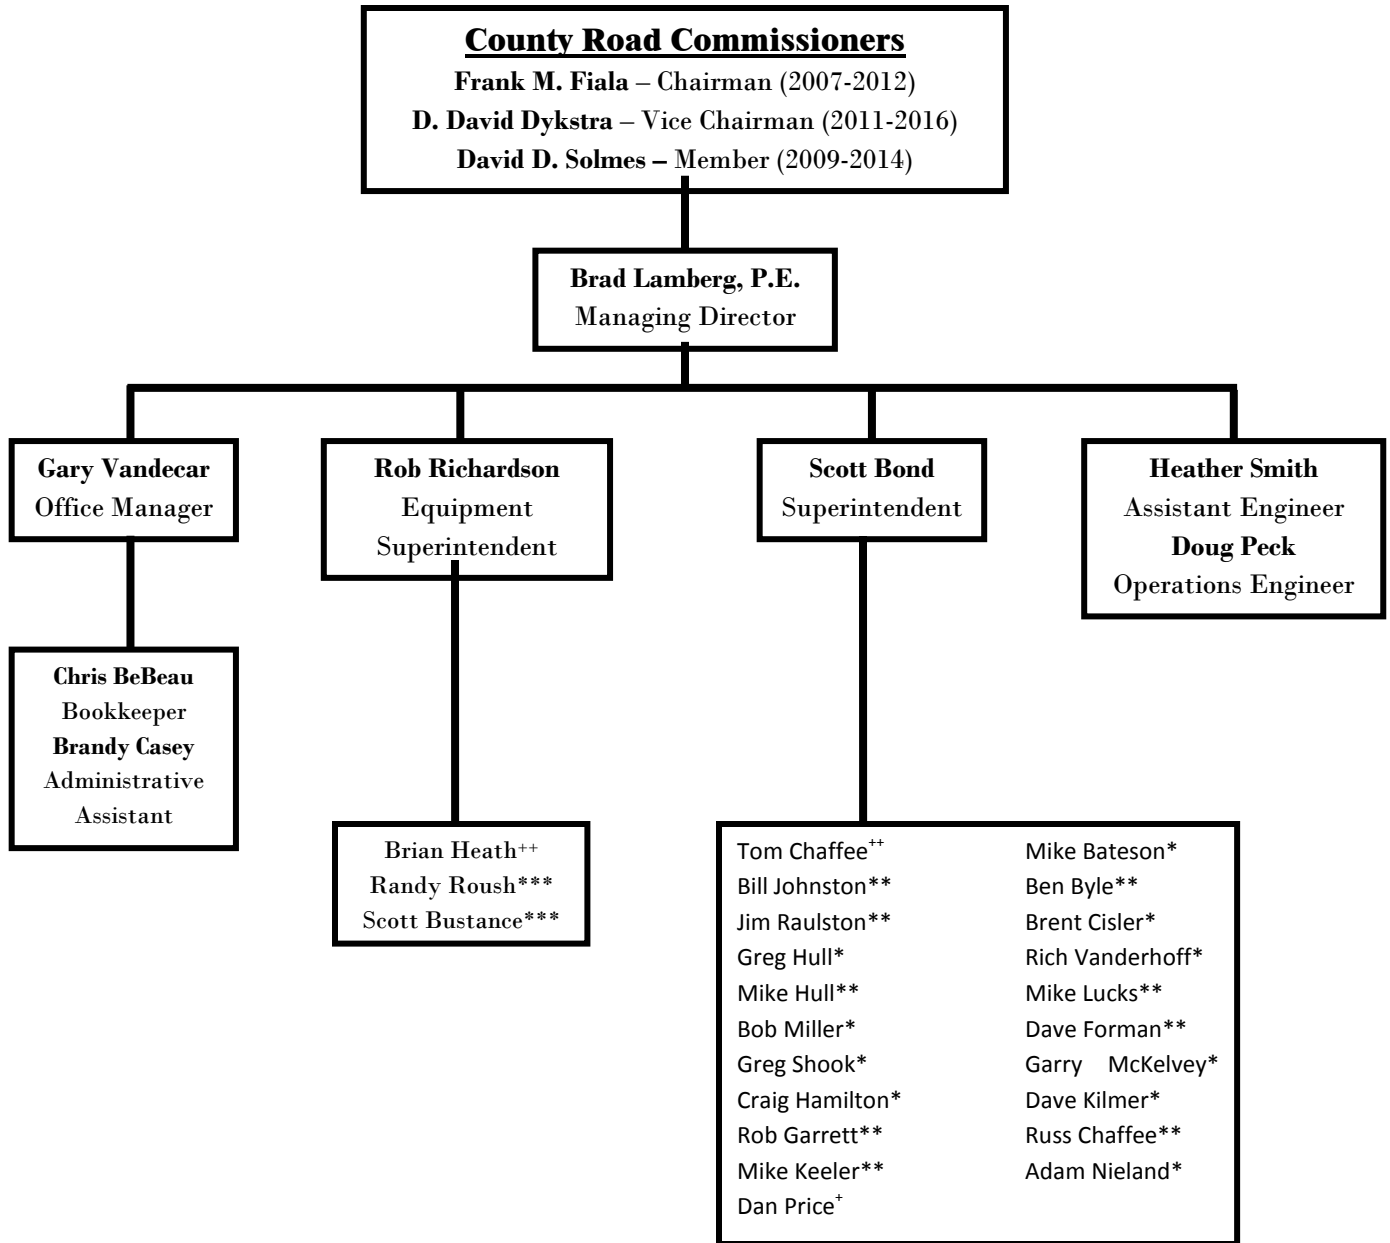 County Road Commissioners
Frank M. Fiala – Chairman (2007-2012)
D. David Dykstra – Vice Chairman (2011-2016)
David D. Solmes – Member (2009-2014)
Brad Lamberg, P.E.
Managing Director
Gary Vandecar
Office Manager
Rob Richardson
Equipment
Superintendent
Scott Bond
Superintendent
Heather Smith
Assistant Engineer
Doug Peck
Operations Engineer
Chris BeBeau
Bookkeeper
Brandy Casey
Administrative
Assistant
Brian Heath++
Randy Roush***
Scott Bustance***
Tom Chaffee++
Bill Johnston**
Jim Raulston**
Greg Hull*
Mike Hull**
Bob Miller*
Greg Shook*
Craig Hamilton*
Rob Garrett**
Mike Keeler**
Dan Price+
Mike Bateson*
Ben Byle**
Brent Cisler*
Rich Vanderhoff*
Mike Lucks**
Dave Forman**
Garry McKelvey*
Dave Kilmer*
Russ Chaffee**
Adam Nieland*